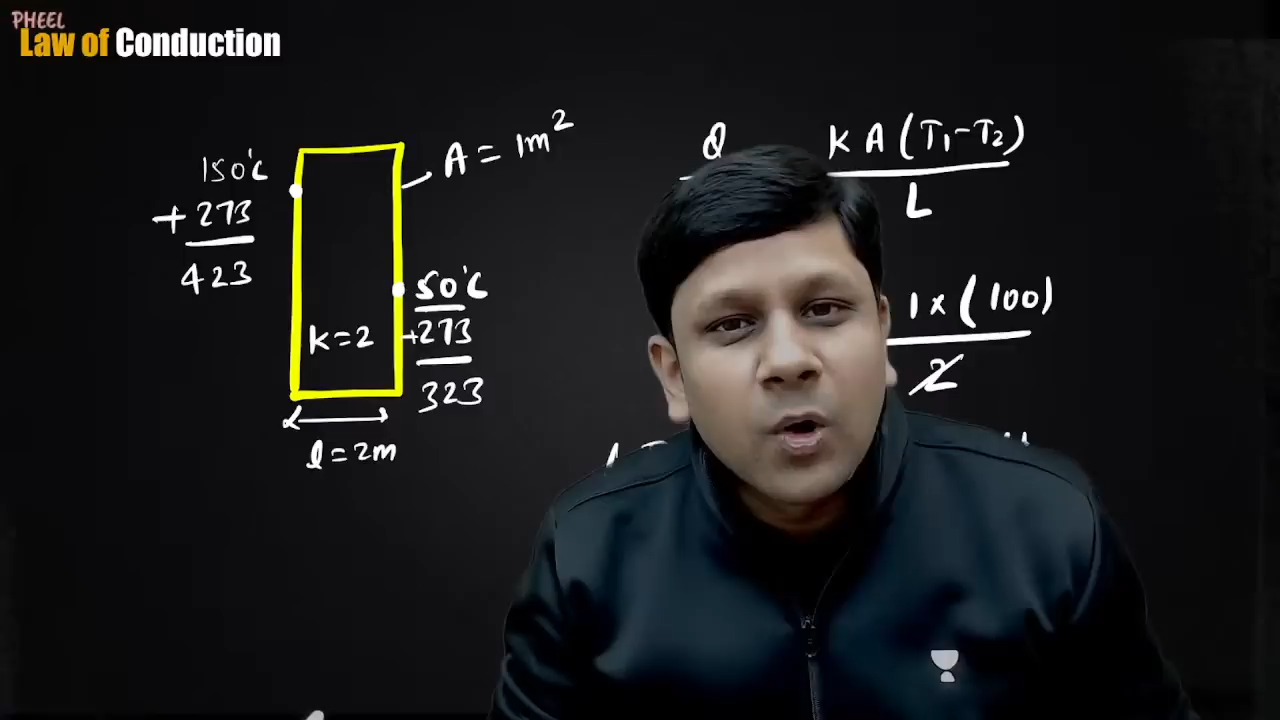 PHEEL
Law of Conduction
150°C
+ 273
423
A = 1m²
50°C
+273
323
K=2
l = 2m
Q
K A (T₁-T₂)
L
1 x (100)
2